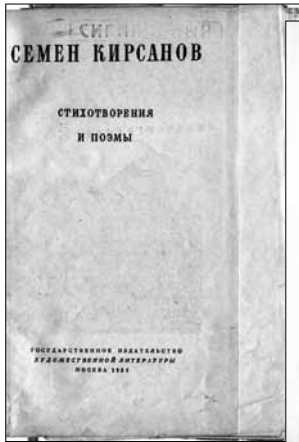 СЕМЕН КИРСАНОВ
СТИХОТВОРЕНИЯ
И ПОЭМЫ
ГОСУДАРСТВЕННОЕ ИЗДАТЕЛЬСТВО
ХУДОЖЕСТВЕННОЙ ЛИТЕРАТУРЫ
МОСКВА